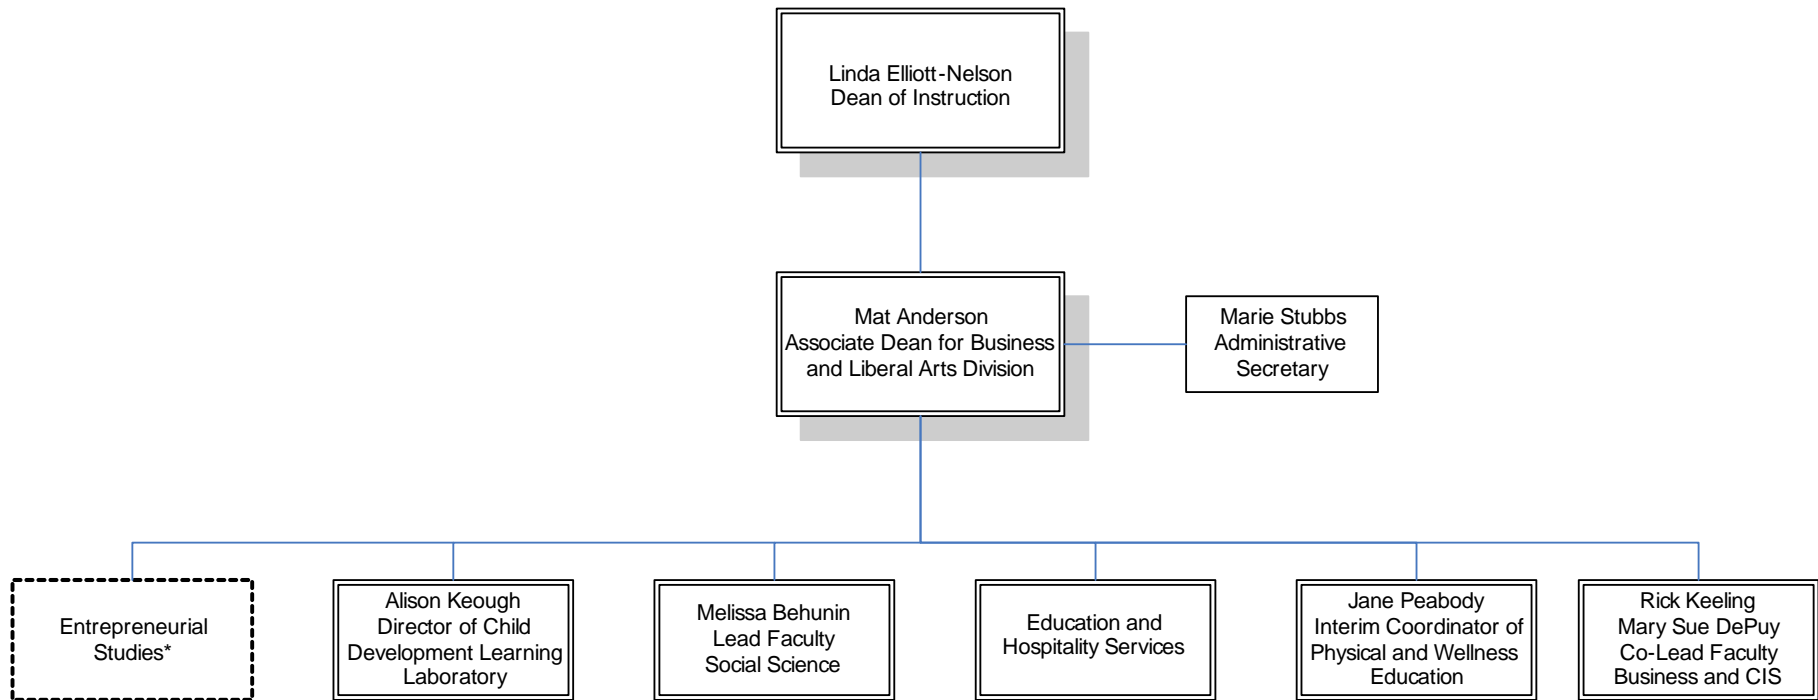 Linda Elliott-Nelson
Dean of Instruction
Mat Anderson
Associate Dean for Business
and Liberal Arts Division
Marie Stubbs
Administrative
Secretary
Entrepreneurial
Studies*
Alison Keough
Director of Child
Development Learning
Laboratory
Melissa Behunin
Lead Faculty
Social Science
Education and
Hospitality Services
Jane Peabody
Interim Coordinator of
Physical and Wellness
Education
Rick Keeling
Mary Sue DePuy
Co-Lead Faculty
Business and CIS